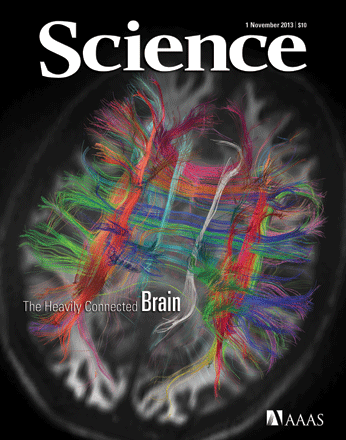 1 November 2013 | $10
Science
The Heavily Connected Brain
AAAS